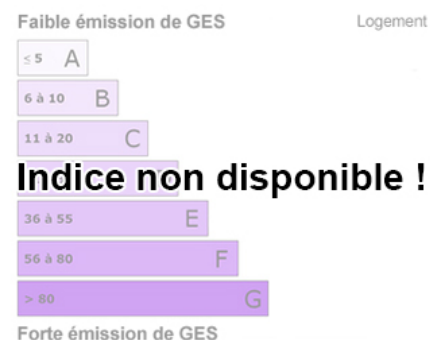 Faible émission de GES
Logement
≤ 5 A
6 à 10 B
11 à 20 C
Indice non disponible !
36 à 55 E
56 à 80 F
> 80 G
Forte émission de GES